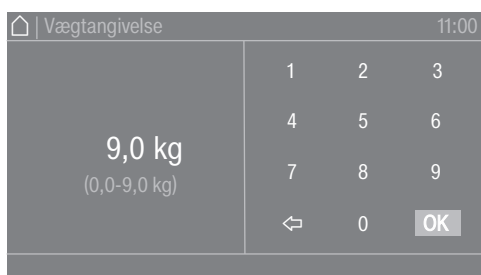 | Vægtangivelse 11:00
9,0 kg
(0,0-9,0 kg)
1 2 3
4 5 6
7 8 9
0 OK